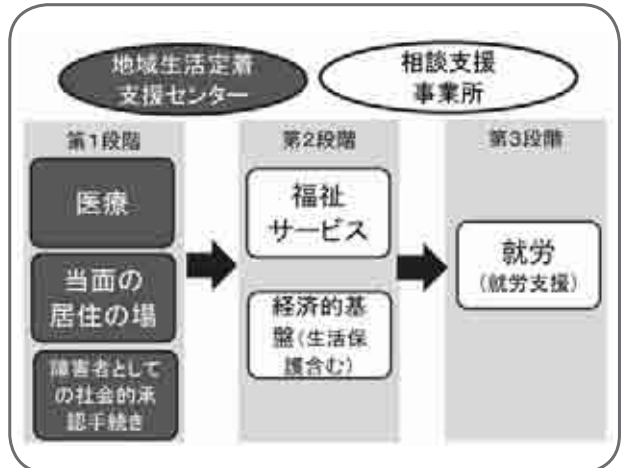 地域生活定着
支援センター
相談支援
事業所
第1段階
医療
当面の
居住の場
障害者として
の社会的承
認手続き
第2段階
福祉
サービス
経済的基
盤(生活保
護含む)
第3段階
就労
(就労支援)